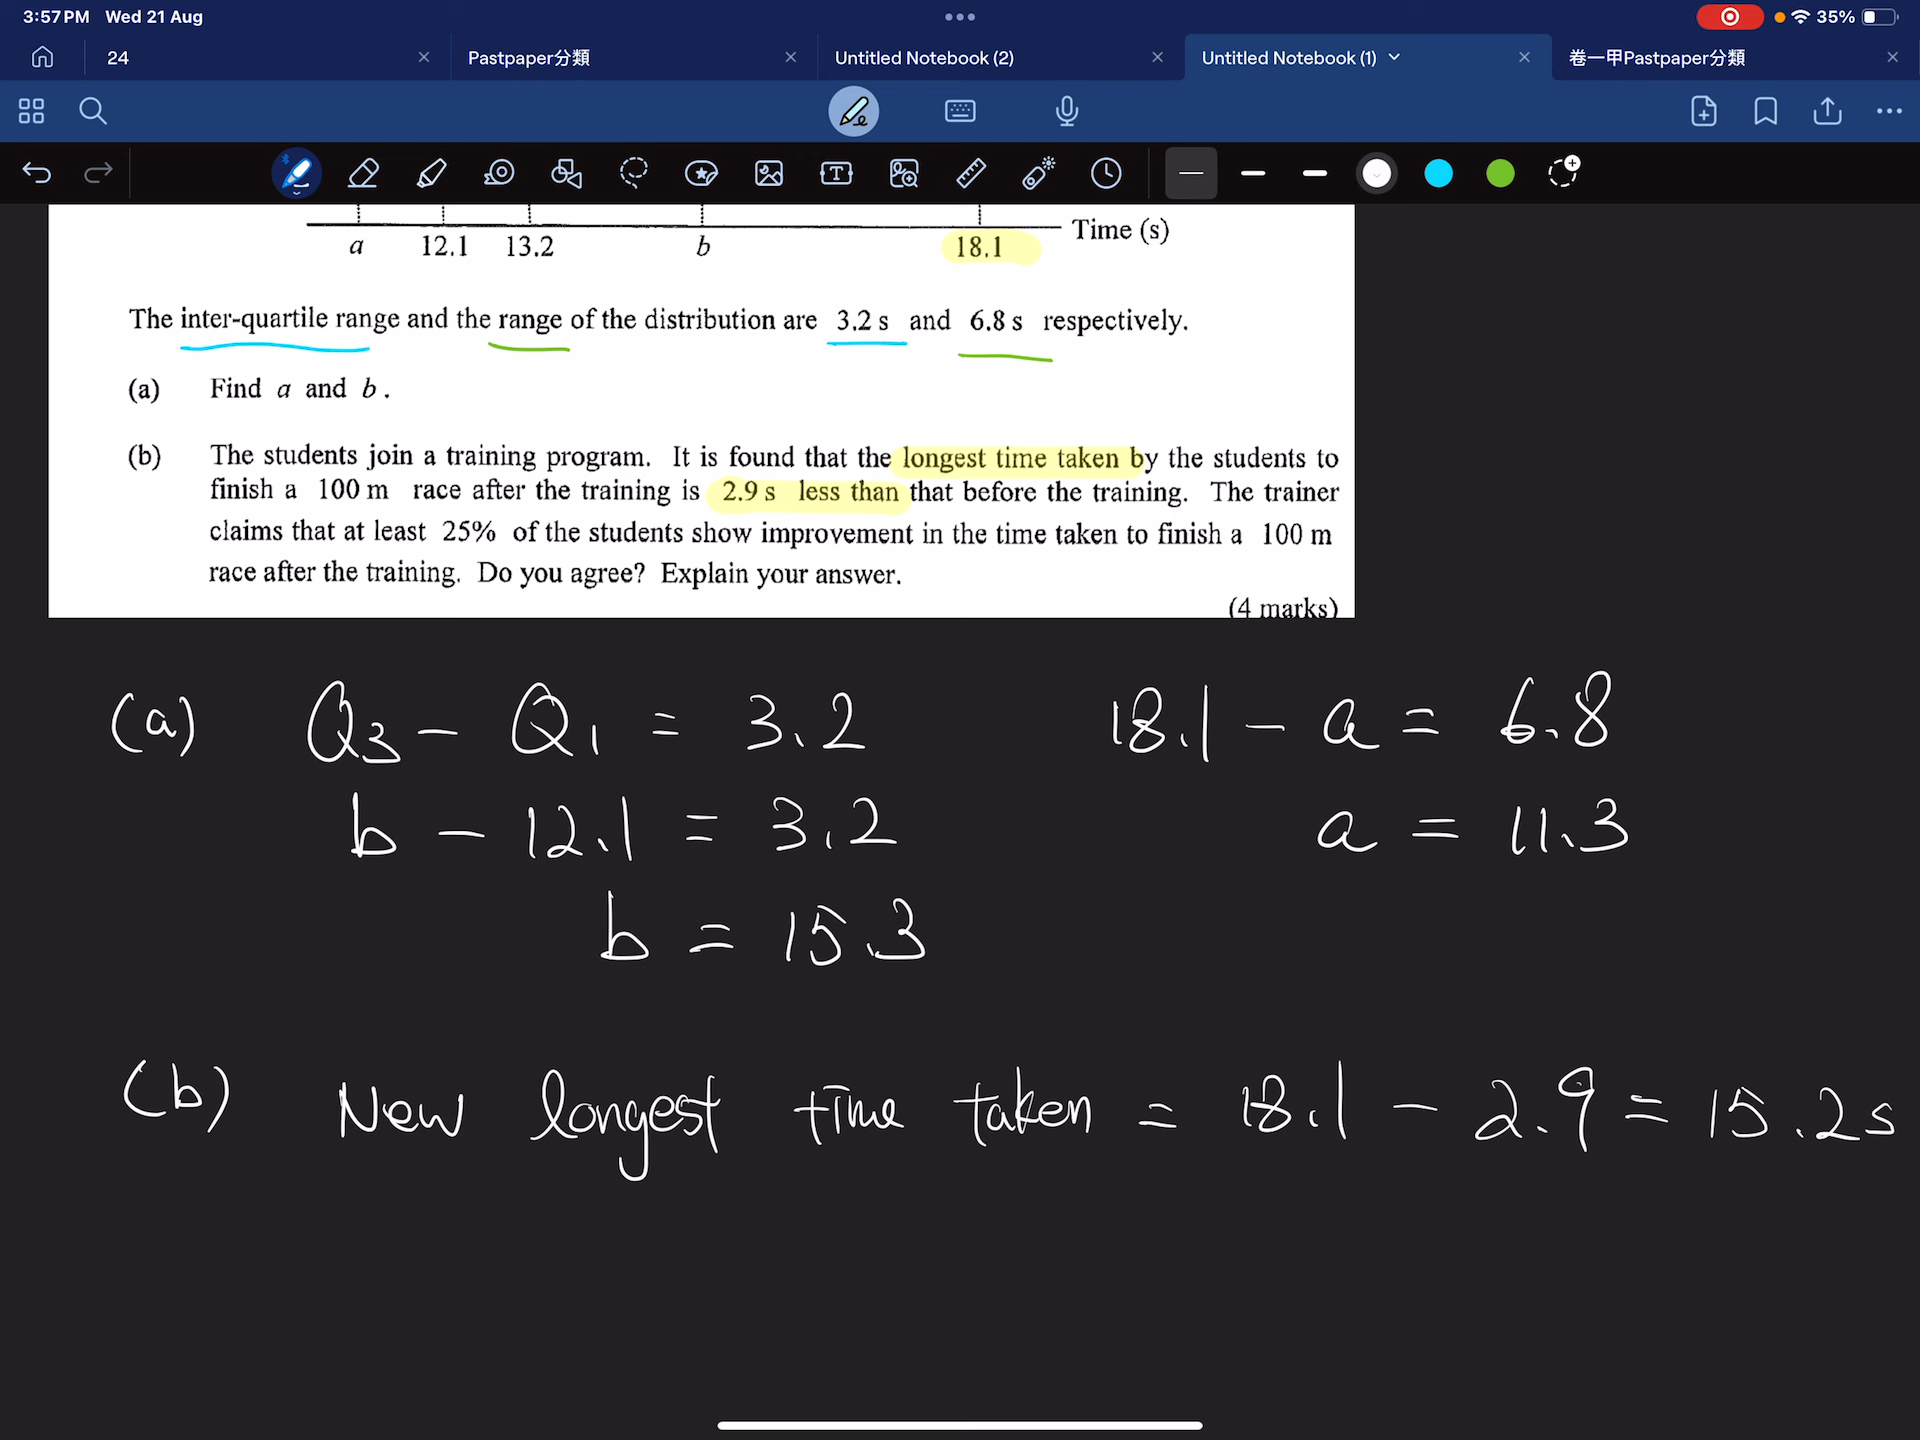 3:57 PM Wed 21 Aug
35%
24
Pastpaper分類
Untitled Notebook (2)
Untitled Notebook (1)
卷一甲Pastpaper分類
a 12.1 13.2 b 18.1 Time (s)
The inter-quartile range and the range of the distribution are 3.2 s and 6.8 s respectively.
(a) Find a and b .
(b) The students join a training program. It is found that the longest time taken by the students to
finish a 100 m race after the training is 2.9 s less than that before the training. The trainer
claims that at least 25% of the students show improvement in the time taken to finish a 100 m
race after the training. Do you agree? Explain your answer.
(4 marks)
(a) Q3 - Q1 = 3.2
b - 12.1 = 3.2
b = 15.3
18.1 - a = 6.8
a = 11.3
(b) New longest time taken = 18.1 - 2.9 = 15.2s